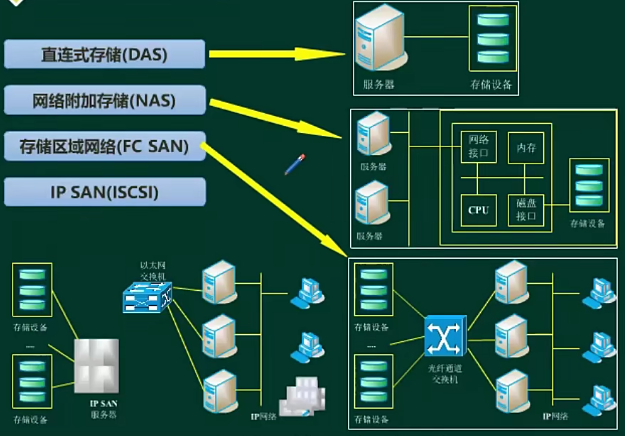 直连式存储(DAS)
网络附加存储(NAS)
存储区域网络(FC SAN)
IP SAN(ISCSI)
服务器
存储设备
服务器
服务器
网络
接口
内存
CPU
磁盘
接口
存储设备
存储设备
....
存储设备
IP SAN
服务器
以太网
交换机
IP网络
存储设备
....
存储设备
光纤通道
交换机
IP网络